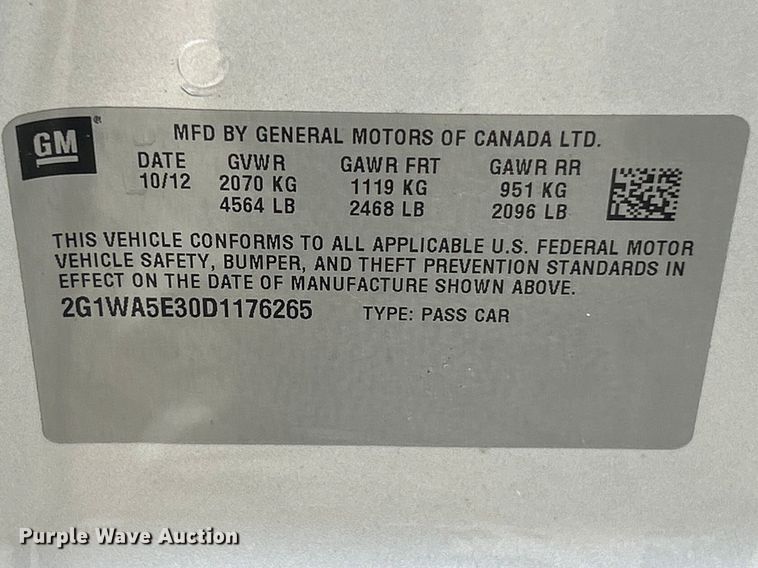 GM®
MFD BY GENERAL MOTORS OF CANADA LTD.
DATE GVWR GAWR FRT GAWR RR
10/12 2070 KG 1119 KG 951 KG
4564 LB 2468 LB 2096 LB
THIS VEHICLE CONFORMS TO ALL APPLICABLE U.S. FEDERAL MOTOR
VEHICLE SAFETY, BUMPER, AND THEFT PREVENTION STANDARDS IN
EFFECT ON THE DATE OF MANUFACTURE SHOWN ABOVE.
2G1WA5E30D1176265 TYPE: PASS CAR
Purple Wave Auction